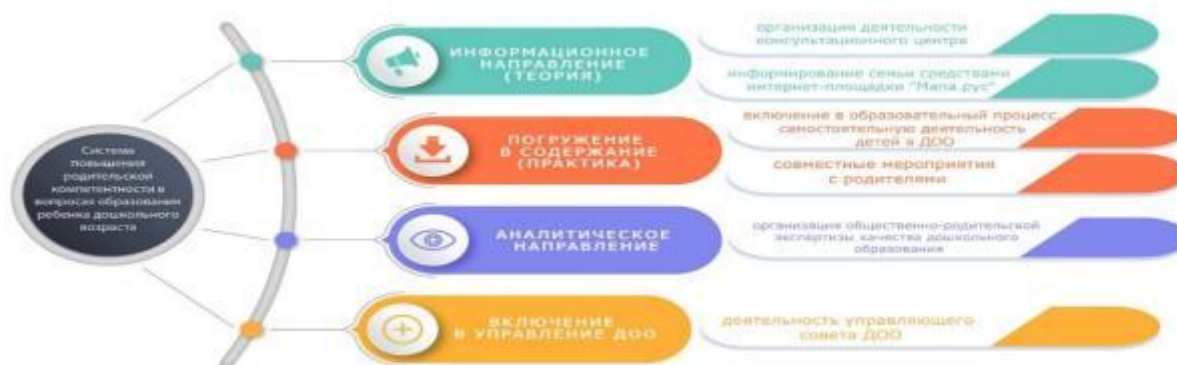 Система
повышения
родительской
компетентности в
вопросах образования
ребенка дошкольного
возраста
ИНФОРМАЦИОННОЕ
НАПРАВЛЕНИЕ
(ТЕОРИЯ)
организация деятельности
консультационного центра
информирование семьи средствами
интернет-площадки "Мапа.рус"
ПОГРУЖЕНИЕ
В СОДЕРЖАНИЕ
(ПРАКТИКА)
включение в образовательный процесс,
самостоятельную деятельность
детей в ДОО
совместные мероприятия
с родителями
АНАЛИТИЧЕСКОЕ
НАПРАВЛЕНИЕ
организация общественно-родительской
экспертизы качества дошкольного
образования
ВКЛЮЧЕНИЕ
В УПРАВЛЕНИЕ ДОО
деятельность управляющего
совета ДОО